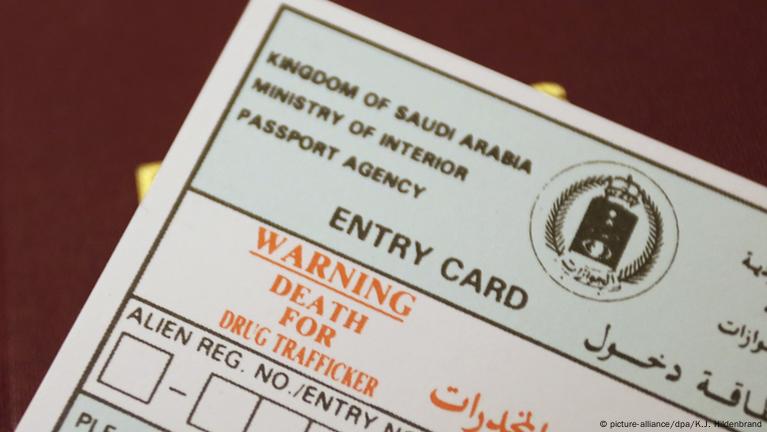 KINGDOM OF SAUDI ARABIA
MINISTRY OF INTERIOR
PASSPORT AGENCY
ENTRY CARD
دخول
WARNING
DEATH
FOR
DRUG TRAFFICKER
ALIEN REG. NO./ENTRY
© picture-alliance/dpa/K.J. Hildenbrand